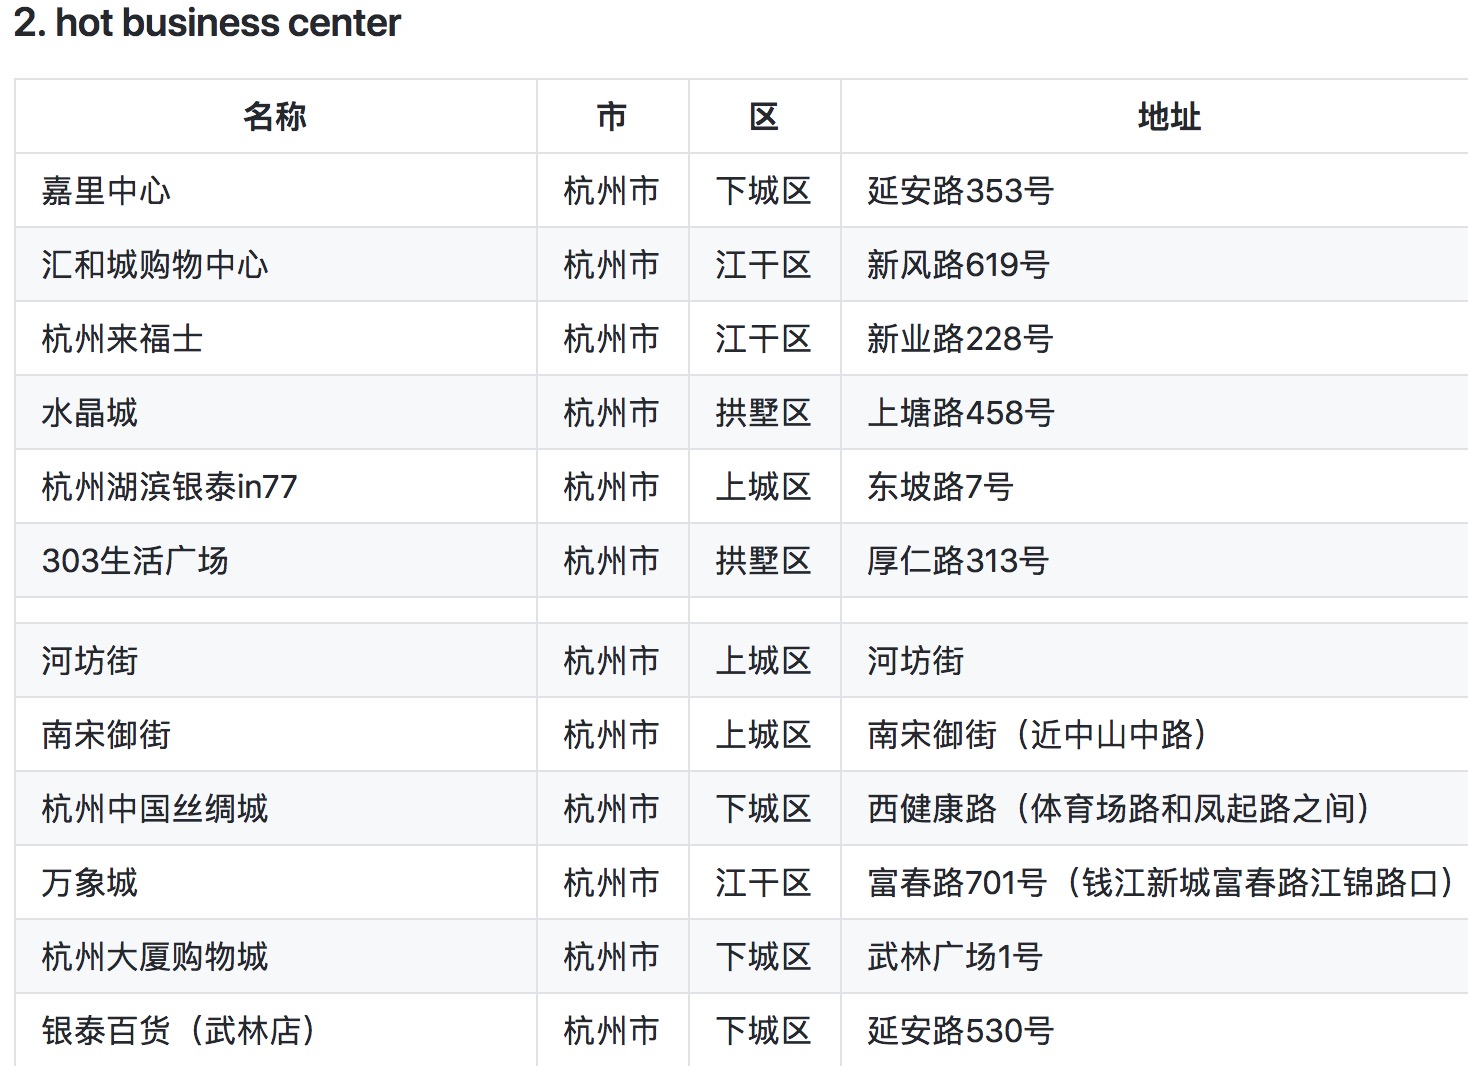 2. hot business center
名称 市 区 地址
嘉里中心 杭州市 下城区 延安路353号
汇和城购物中心 杭州市 江干区 新风路619号
杭州来福士 杭州市 江干区 新业路228号
水晶城 杭州市 拱墅区 上塘路458号
杭州湖滨银泰in77 杭州市 上城区 东坡路7号
303生活广场 杭州市 拱墅区 厚仁路313号
河坊街 杭州市 上城区 河坊街
南宋御街 杭州市 上城区 南宋御街（近中山中路）
杭州中国丝绸城 杭州市 下城区 西健康路（体育场路和凤起路之间）
万象城 杭州市 江干区 富春路701号（钱江新城富春路江锦路口）
杭州大厦购物城 杭州市 下城区 武林广场1号
银泰百货（武林店） 杭州市 下城区 延安路530号